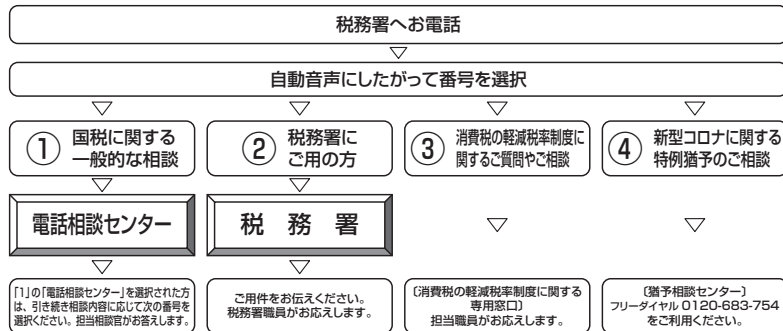 税務署へお電話
自動音声にしたがって番号を選択
① 国税に関する
一般的な相談
② 税務署に
ご用の方
③ 消費税の軽減税率制度に
関するご質問やご相談
④ 新型コロナに関する
特例猶予のご相談
電話相談センター
税務署
「1」の「電話相談センター」を選択された方
は、引き続き相談内容に応じて次の番号を
選択ください。担当相談官がお答えします。
ご用件をお伝えください。
税務署職員がお応えします。
〔消費税の軽減税率制度に関する
専用窓口〕
担当職員がお応えします。
〔猶予相談センター〕
フリーダイヤル 0120-683-754
をご利用ください。